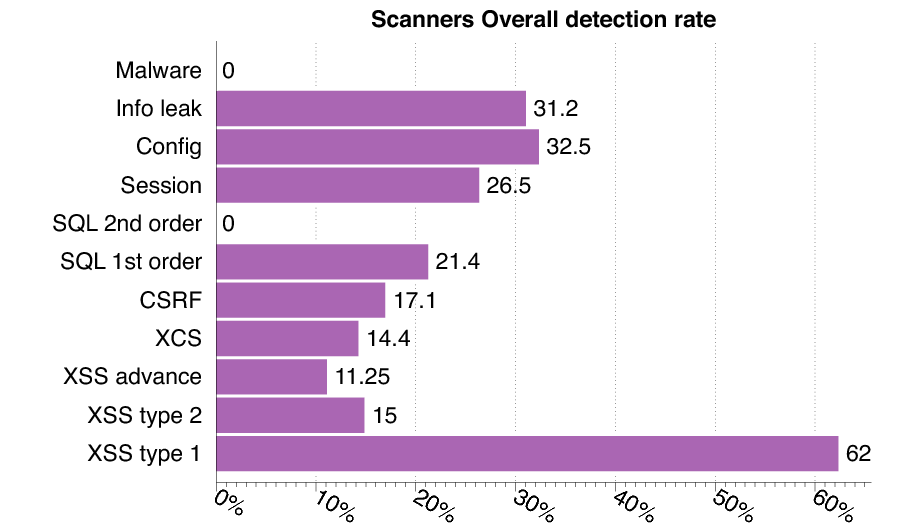 Scanners Overall detection rate
Malware 0
Info leak 31.2
Config 32.5
Session 26.5
SQL 2nd order 0
SQL 1st order 21.4
CSRF 17.1
XCS 14.4
XSS advance 11.25
XSS type 2 15
XSS type 1 62
0% 10% 20% 30% 40% 50% 60%